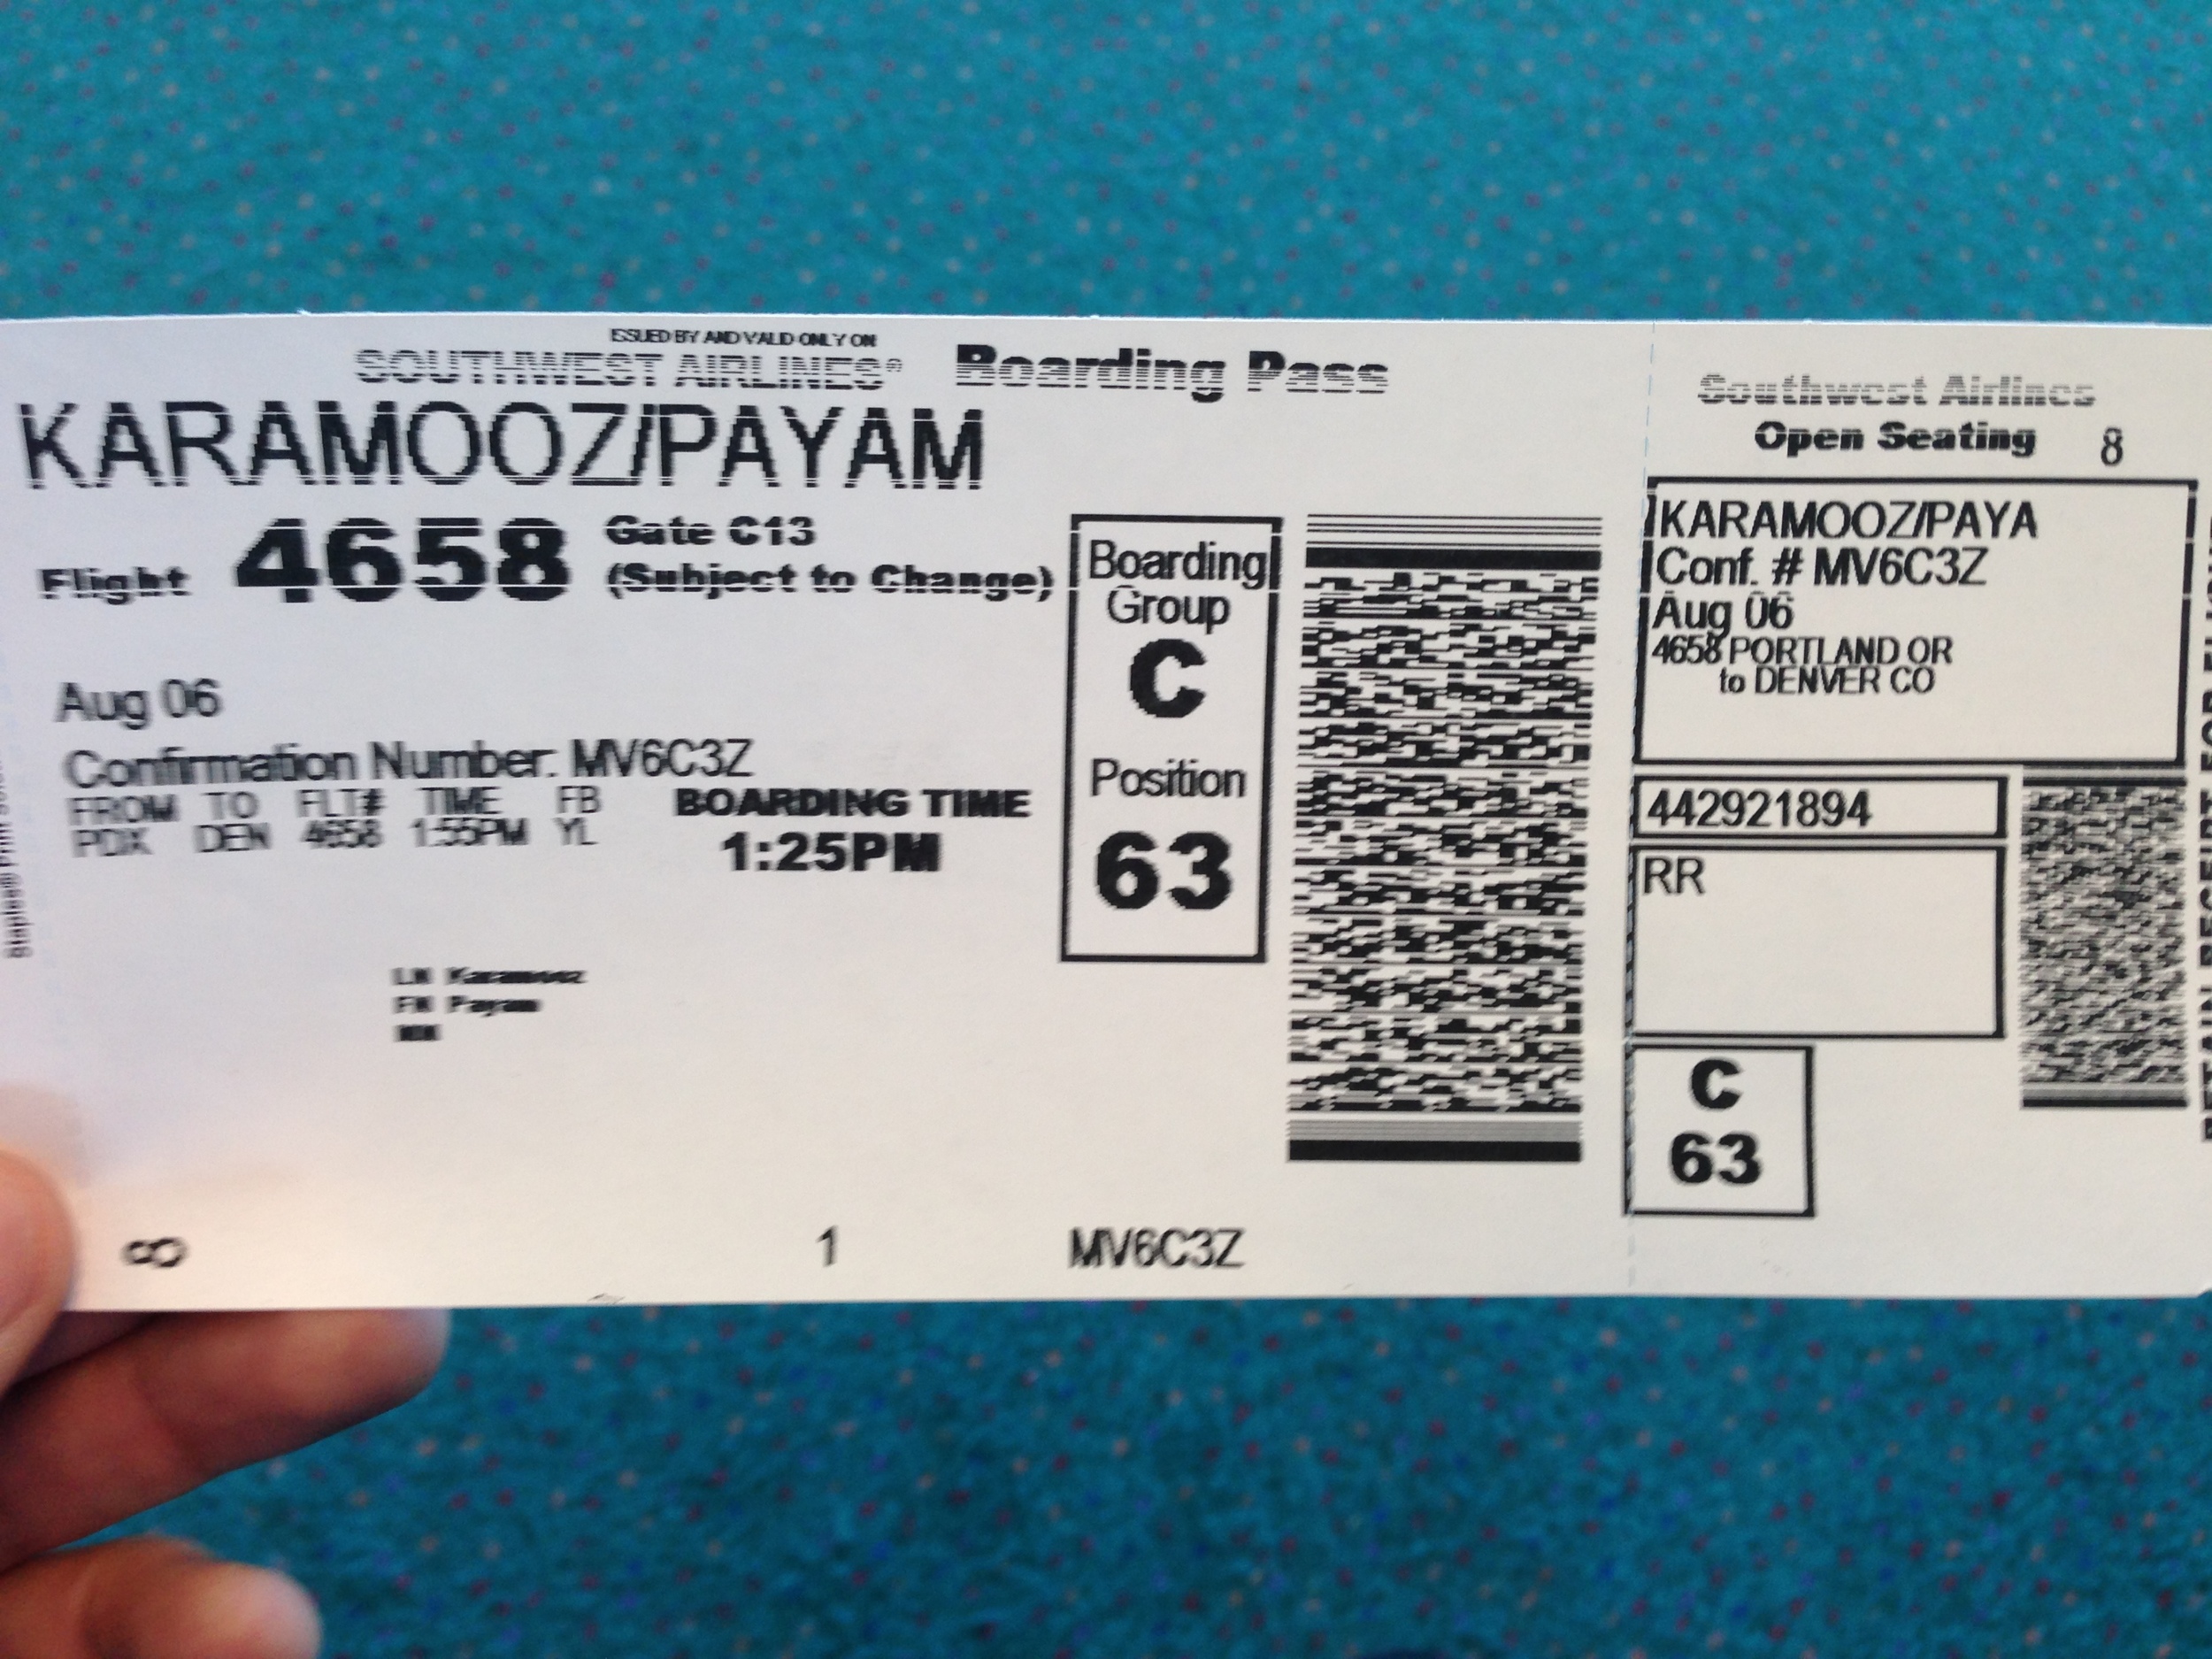 ISSUED BY AND VALID ONLY ON
SOUTHWEST AIRLINES® Boarding Pass
KARAMOOZ/PAYAM
Flight 4658 Gate C13
(Subject to Change)
Aug 06
Confirmation Number: MV6C3Z
FROM TO FLT# TIME FB
PDX DEN 4658 1:55PM YL
BOARDING TIME
1:25PM
LN Karamooz
FN Payam
Boarding
Group
C
Position
63
8 1 MV6C3Z
Southwest Airlines
Open Seating 8
KARAMOOZ/PAYA
Conf. # MV6C3Z
Aug 06
4658 PORTLAND OR
to DENVER CO
442921894
RR
C
63